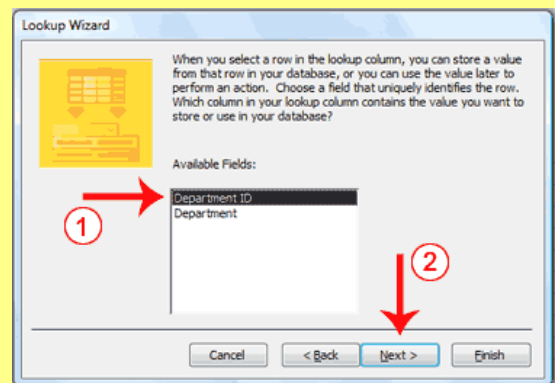 Lookup Wizard
When you select a row in the lookup column, you can store a value
from that row in your database, or you can use the value later to
perform an action. Choose a field that uniquely identifies the row.
Which column in your lookup column contains the value you want to
store or use in your database?
Available Fields:
Department ID
Department
1
2
Cancel
< Back
Next >
Finish